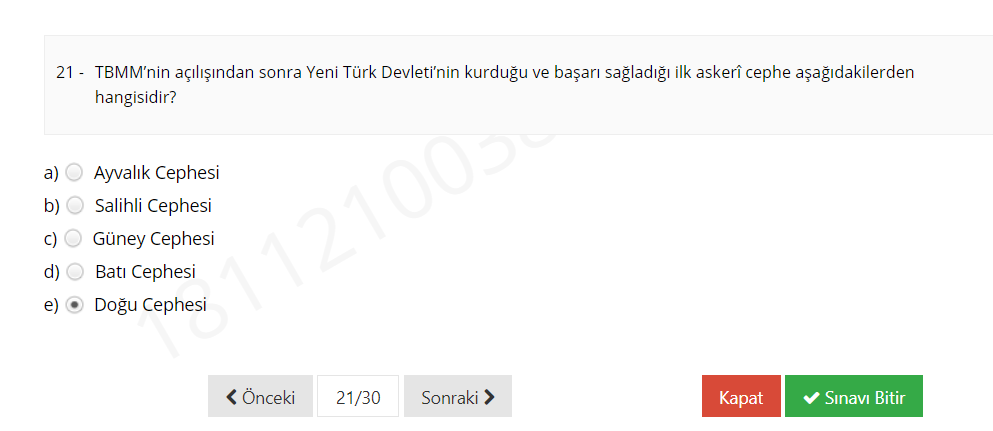 21 - TBMM’nin açılışından sonra Yeni Türk Devleti’nin kurduğu ve başarı sağladığı ilk askerî cephe aşağıdakilerden
hangisidir?
a) Ayvalık Cephesi
b) Salihli Cephesi
c) Güney Cephesi
d) Batı Cephesi
e) Doğu Cephesi
Önceki 21/30 Sonraki Kapat Sınavı Bitir